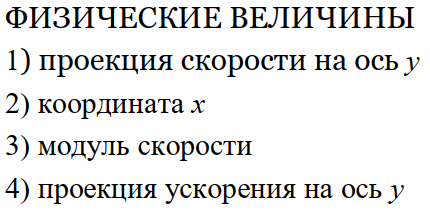 ФИЗИЧЕСКИЕ ВЕЛИЧИНЫ
1) проекция скорости на ось y
2) координата x
3) модуль скорости
4) проекция ускорения на ось y